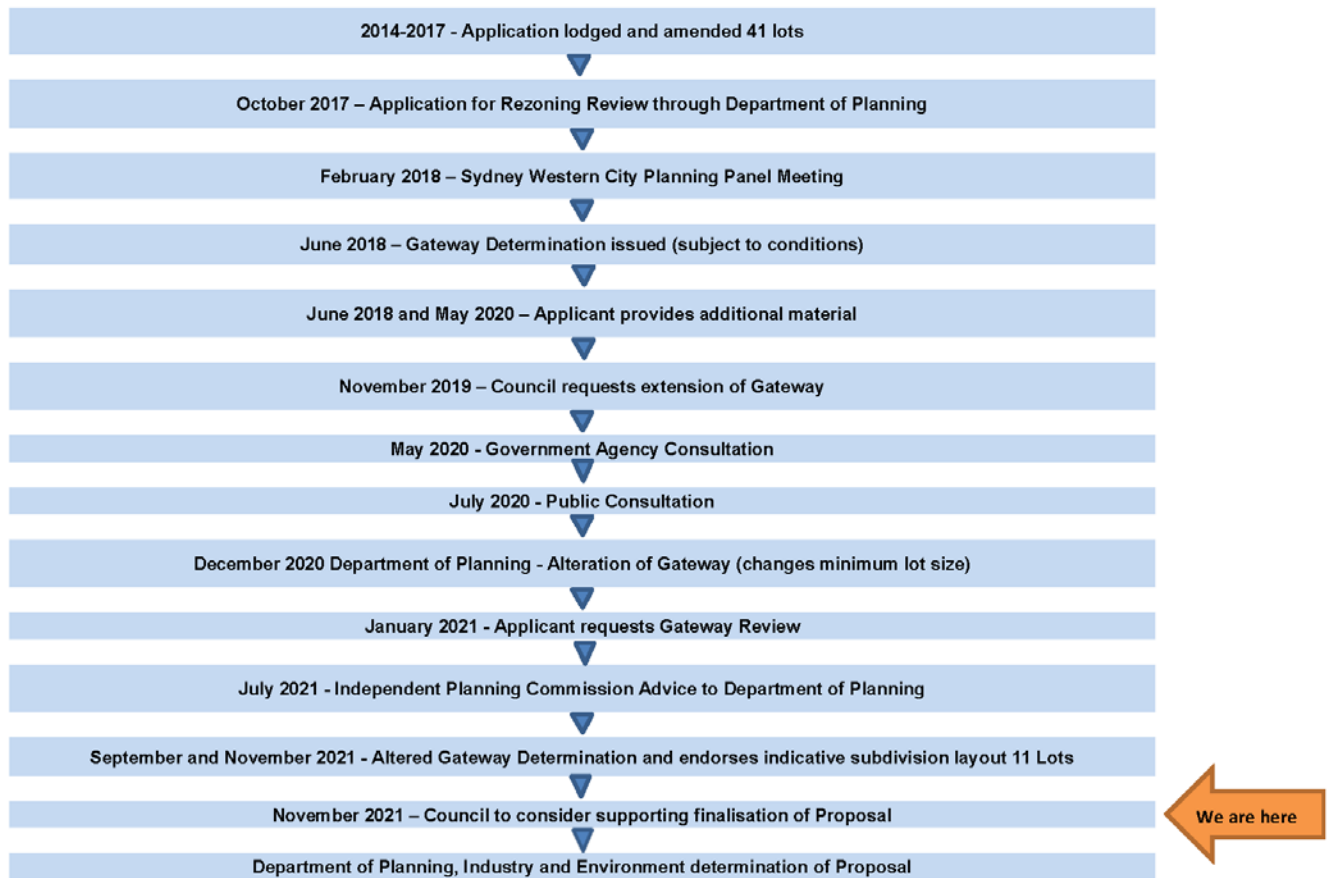 2014-2017 - Application lodged and amended 41 lots
October 2017 – Application for Rezoning Review through Department of Planning
February 2018 – Sydney Western City Planning Panel Meeting
June 2018 – Gateway Determination issued (subject to conditions)
June 2018 and May 2020 – Applicant provides additional material
November 2019 – Council requests extension of Gateway
May 2020 - Government Agency Consultation
July 2020 - Public Consultation
December 2020 Department of Planning - Alteration of Gateway (changes minimum lot size)
January 2021 - Applicant requests Gateway Review
July 2021 - Independent Planning Commission Advice to Department of Planning
September and November 2021 - Altered Gateway Determination and endorses indicative subdivision layout 11 Lots
November 2021 – Council to consider supporting finalisation of Proposal
We are here
Department of Planning, Industry and Environment determination of Proposal